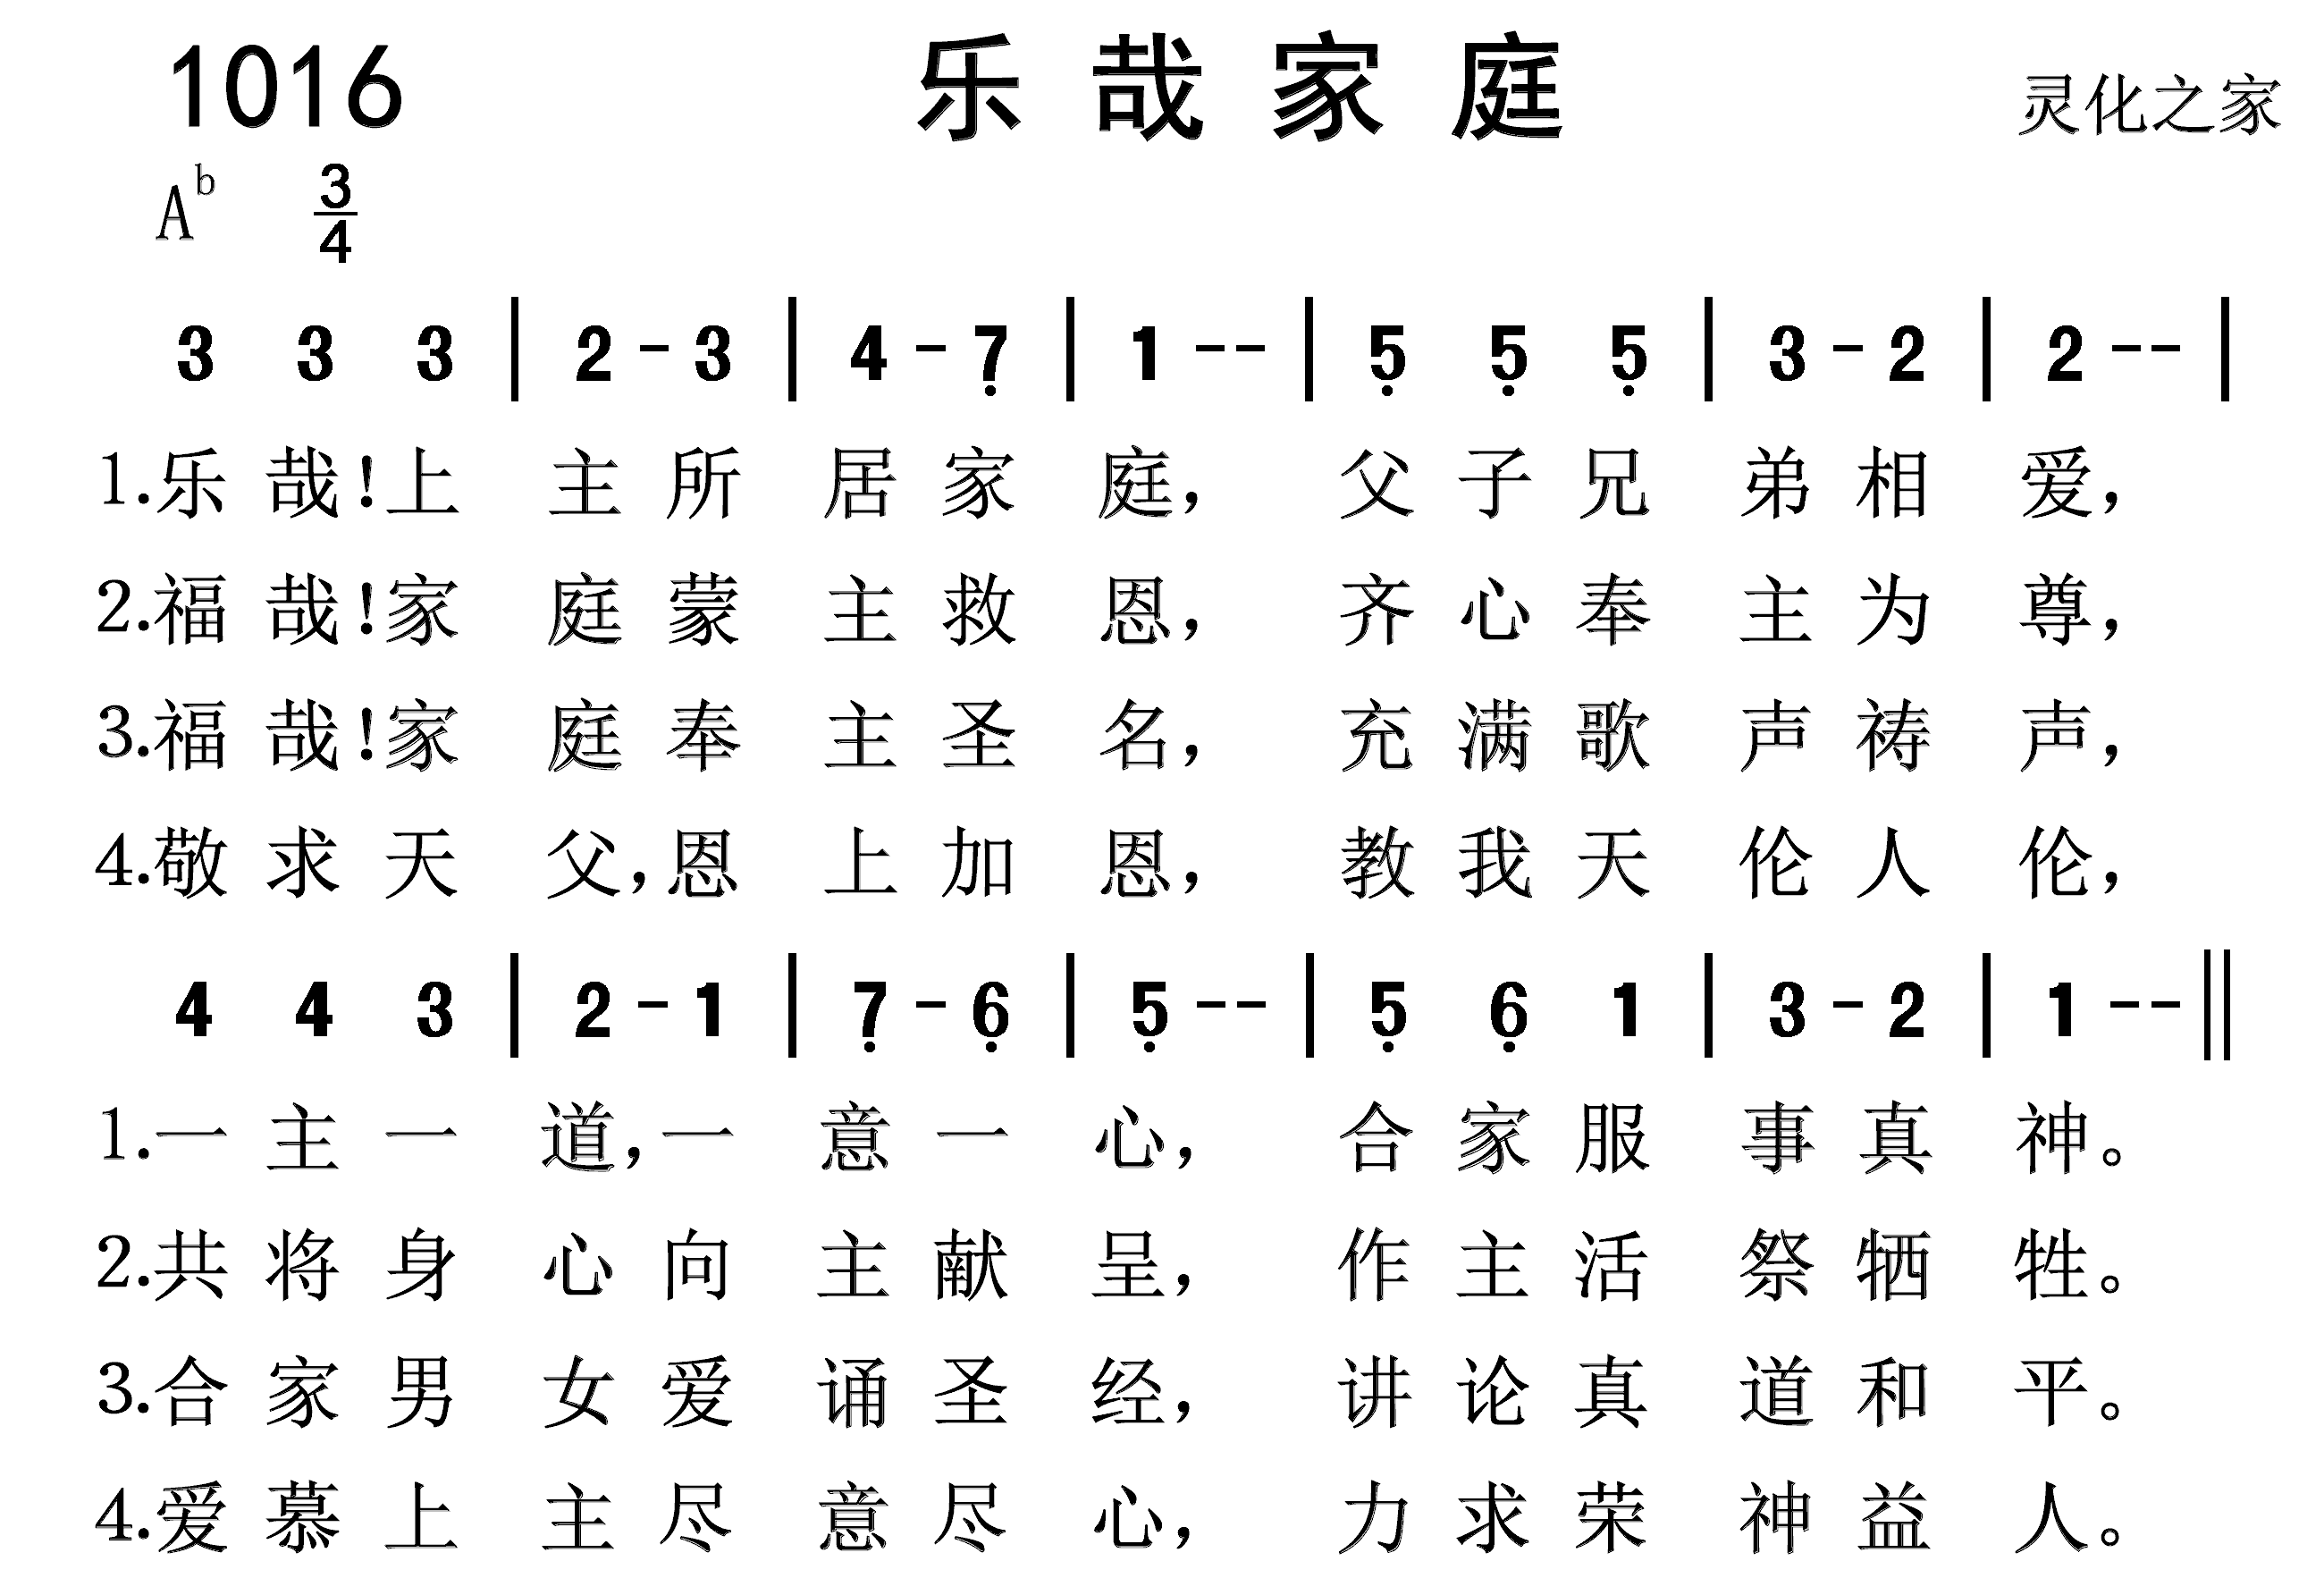 1016 乐哉家庭 灵化之家
A♭ 3/4
3 3 3 | 2 - 3 | 4 - 7̣ | 1 - - | 5̣ 5̣ 5̣ | 3 - 2 | 2 - - |
1.乐哉!上主所居家庭，父子兄弟相爱，
2.福哉!家庭蒙主救恩，齐心奉主为尊，
3.福哉!家庭奉主圣名，充满歌声祷声，
4.敬求天父，恩上加恩，教我天伦人伦，
4 4 3 | 2 - 1 | 7̣ - 6̣ | 5̣ - - | 5̣ 6̣ 1 | 3 - 2 | 1 - - ‖
1.一主一道，一意一心，合家服事真神。
2.共将身心向主献呈，作主活祭牺牲。
3.合家男女爱诵圣经，讲论真道和平。
4.爱慕上主尽意尽心，力求荣神益人。